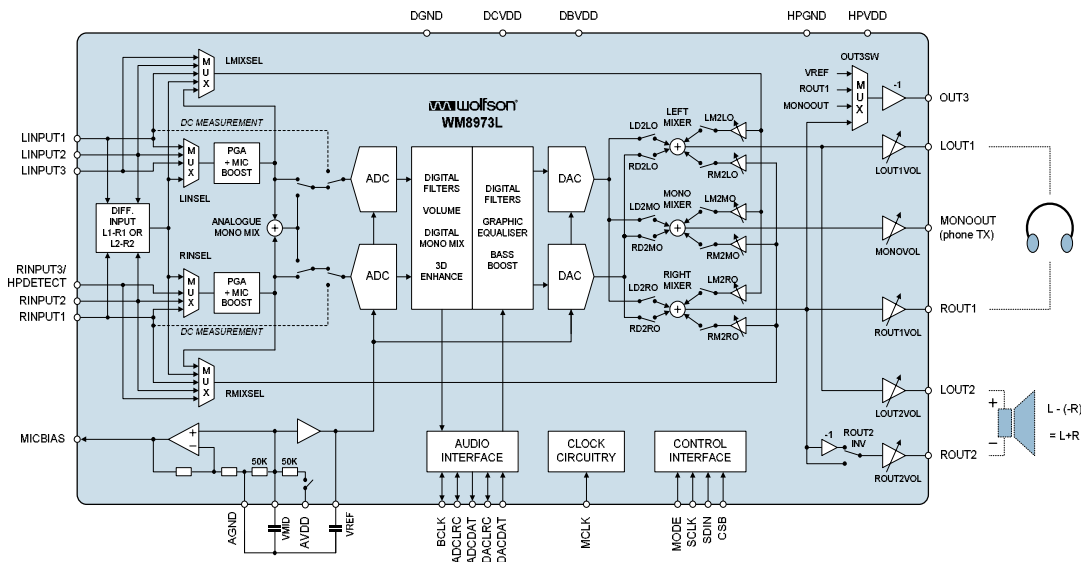 DGND
DCVDD
DBVDD
HPGND
HPVDD
MUX
LMIXSEL
OUT3SW
VREF
ROUT1
MONOOUT
MUX
-1
OUT3
wolfson®
WM8973L
DC MEASUREMENT
LINPUT1
LINPUT2
LINPUT3
MUX
LINSEL
PGA
+ MIC
BOOST
ADC
DAC
LD2LO
RD2LO
LEFT
MIXER
+
LM2LO
RM2LO
LOUT1
LOUT1VOL
DIFF.
INPUT
L1-R1 OR
L2-R2
ANALOGUE
MONO MIX
+
DIGITAL
FILTERS
VOLUME
DIGITAL
MONO MIX
3D
ENHANCE
DIGITAL
FILTERS
GRAPHIC
EQUALISER
BASS
BOOST
LD2MO
RD2MO
MONO
MIXER
+
LM2MO
RM2MO
MONOOUT
(phone TX)
MONOVOL
RINSEL
RINPUT3/
HPDETECT
RINPUT2
RINPUT1
MUX
PGA
+ MIC
BOOST
ADC
DAC
LD2RO
RD2RO
RIGHT
MIXER
+
LM2RO
RM2RO
ROUT1
ROUT1VOL
DC MEASUREMENT
MUX
RMIXSEL
LOUT2
LOUT2VOL
+
−
L - (-R)
= L+R
MICBIAS
+
−
50K
50K
AUDIO
INTERFACE
CLOCK
CIRCUITRY
CONTROL
INTERFACE
-1
ROUT2
INV
ROUT2
ROUT2VOL
AGND
VMID
AVDD
VREF
BCLK
ADCLRC
ADCDAT
DACLRC
DACDAT
MCLK
MODE
SCLK
SDIN
CSB